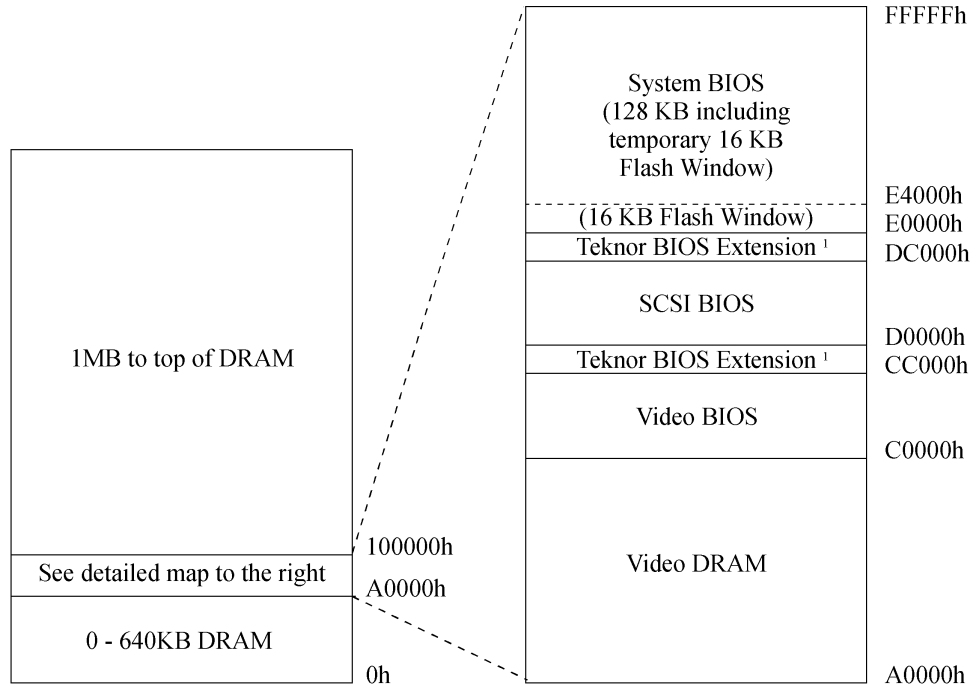 1MB to top of DRAM
100000h
See detailed map to the right
A0000h
0 - 640KB DRAM
0h
FFFFFh
System BIOS
(128 KB including
temporary 16 KB
Flash Window)
E4000h
(16 KB Flash Window)
E0000h
Teknor BIOS Extension ¹
DC000h
SCSI BIOS
D0000h
Teknor BIOS Extension ¹
CC000h
Video BIOS
C0000h
Video DRAM
A0000h